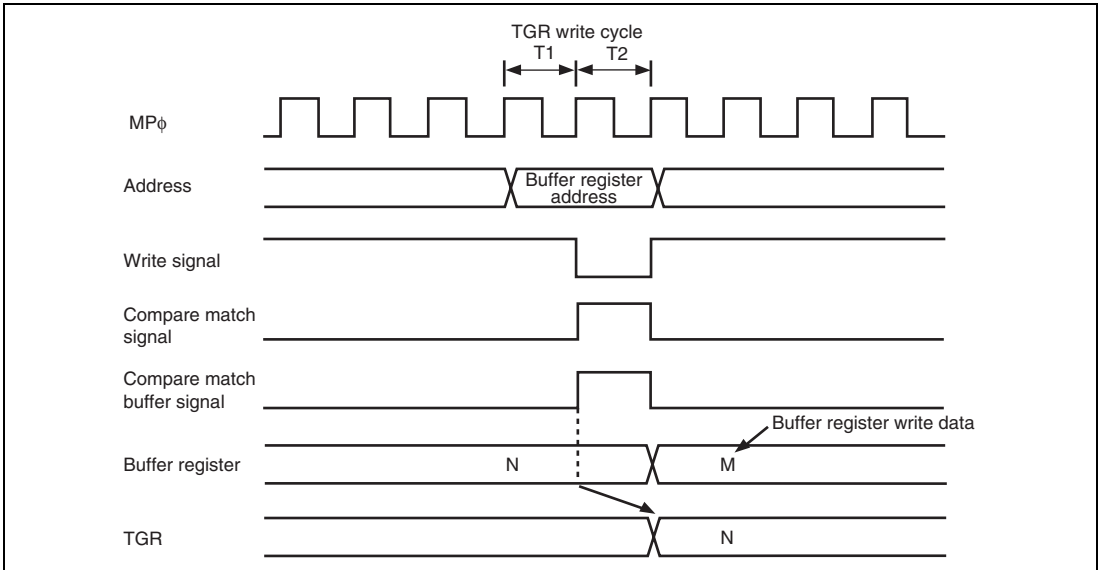 TGR write cycle
T1 T2
MPϕ
Address
Buffer register
address
Write signal
Compare match
signal
Compare match
buffer signal
Buffer register write data
Buffer register
N
M
TGR
N